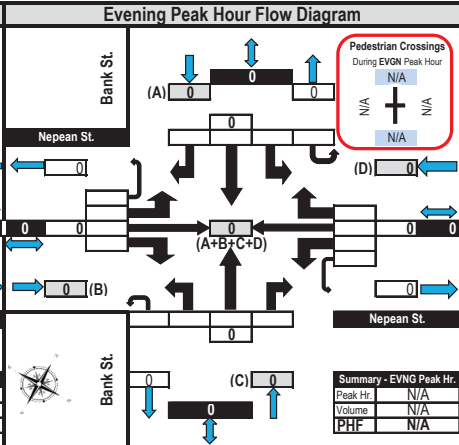 Evening Peak Hour Flow Diagram
Bank St.
0
(A) 0
0
Pedestrian Crossings
During EVGN Peak Hour
N/A
N/A
N/A
N/A
Nepean St.
0
0
(D) 0
0 0
0
(A+B+C+D)
0 0
0 (B)
0
0
Nepean St.
Bank St.
0
(C) 0
0
Summary - EVNG Peak Hr.
Peak Hr. N/A
Volume N/A
PHF N/A